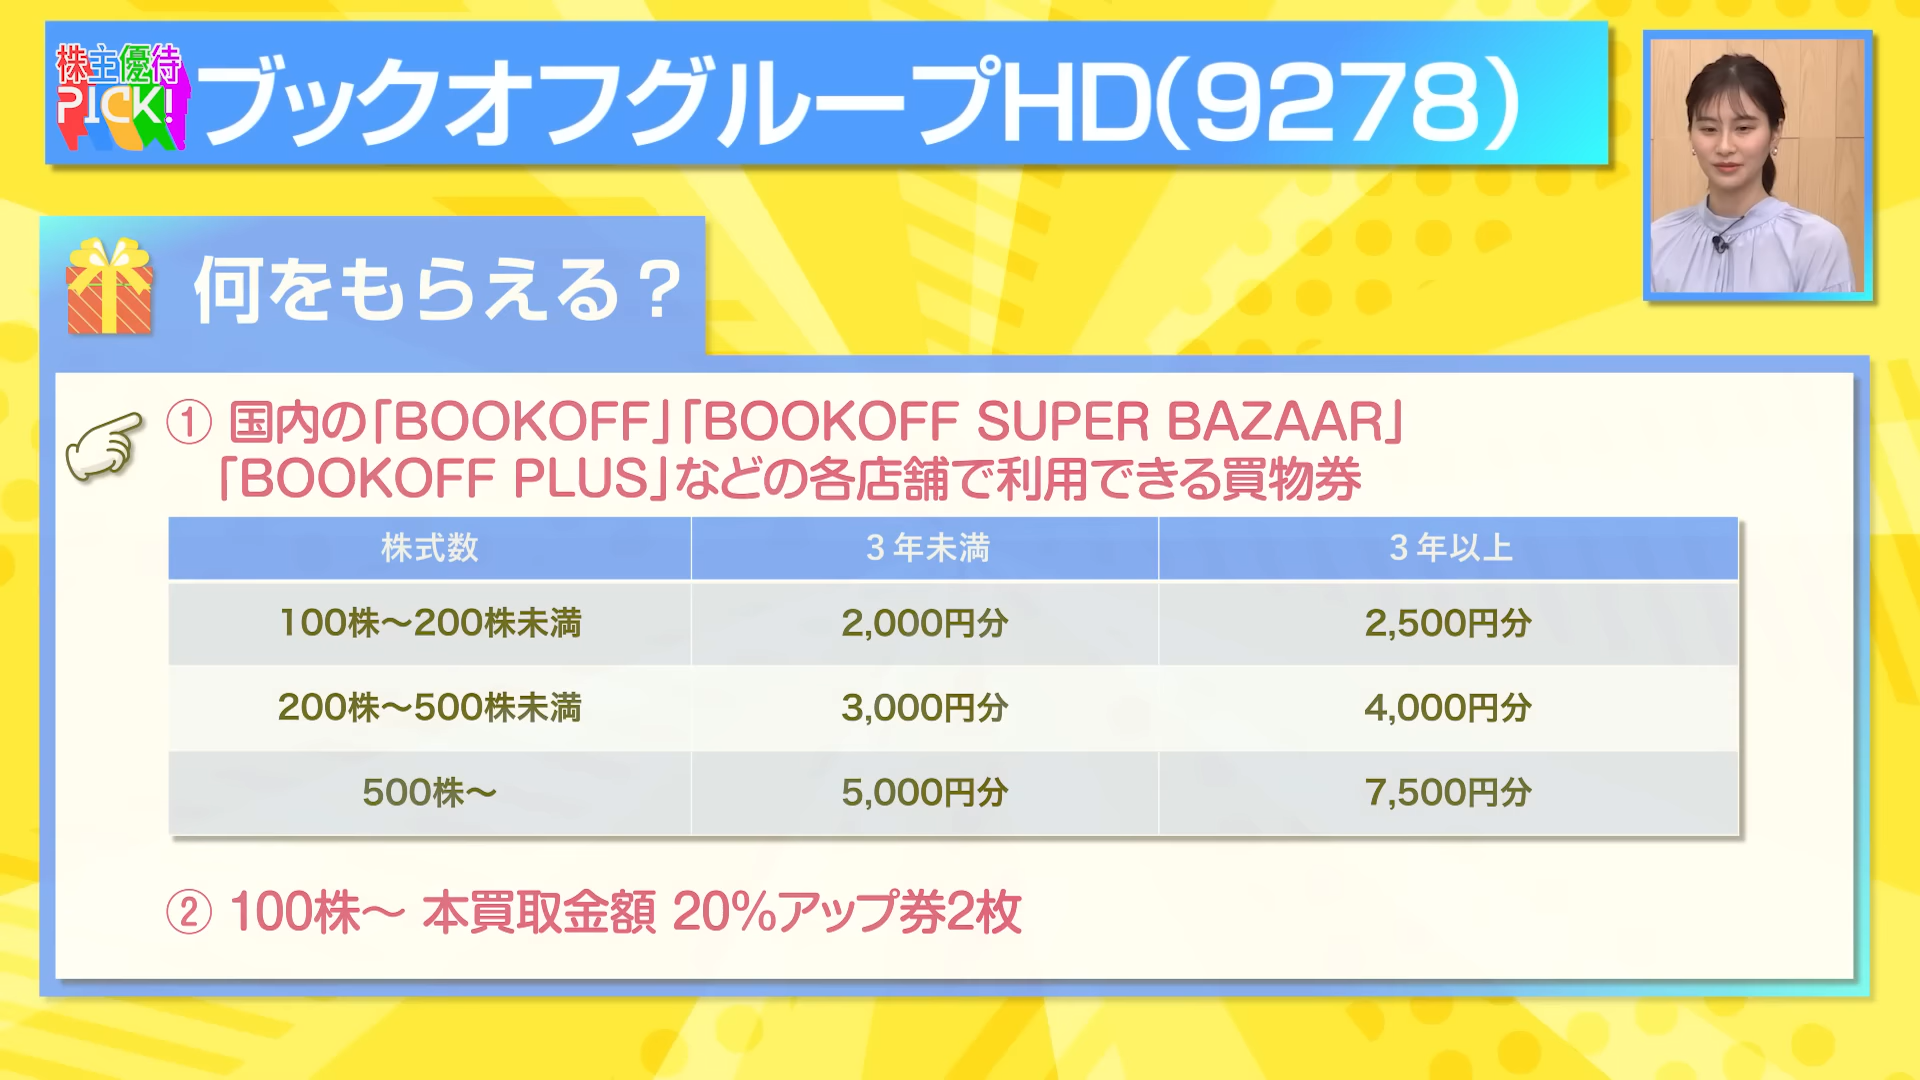 株主優待
PICK!
ブックオフグループHD(9278)
何をもらえる?
① 国内の「BOOKOFF」「BOOKOFF SUPER BAZAAR」
「BOOKOFF PLUS」などの各店舗で利用できる買物券
株式数 3年未満 3年以上
100株〜200株未満 2,000円分 2,500円分
200株〜500株未満 3,000円分 4,000円分
500株〜 5,000円分 7,500円分
② 100株〜 本買取金額 20%アップ券2枚